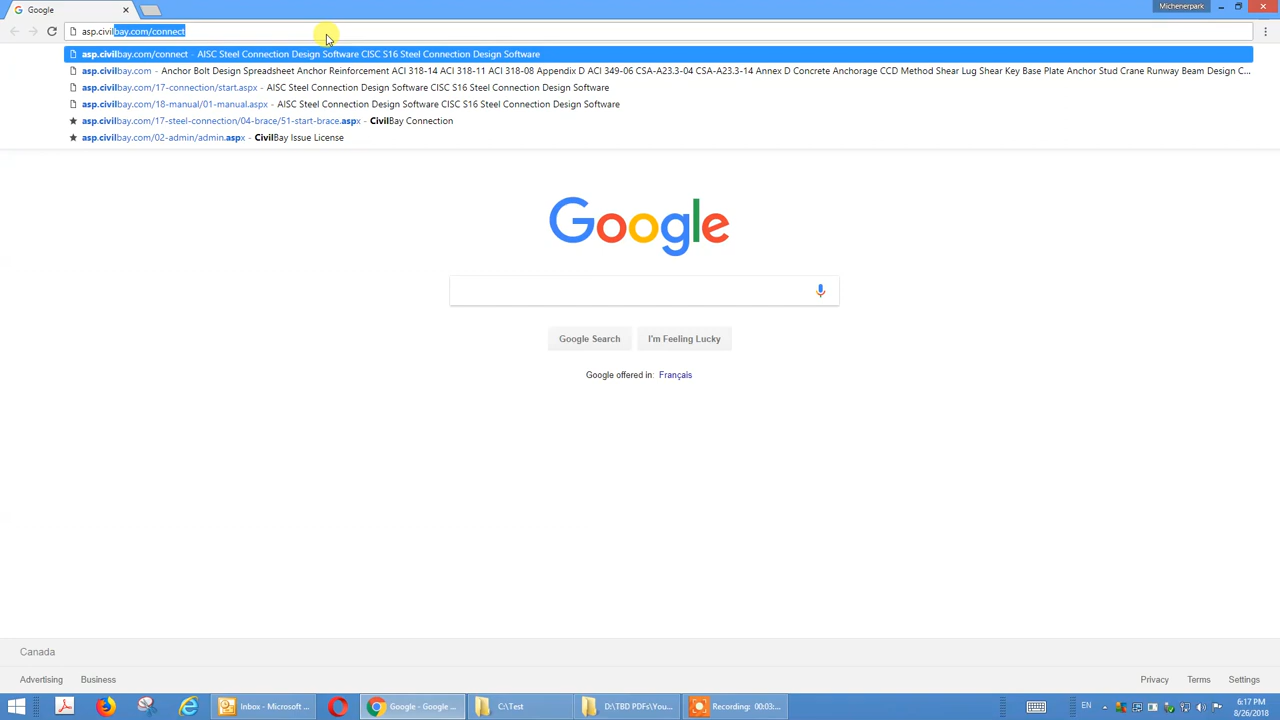 Google
Michenerpark
asp.civilbay.com/connect
asp.civilbay.com/connect - AISC Steel Connection Design Software CISC S16 Steel Connection Design Software
asp.civilbay.com - Anchor Bolt Design Spreadsheet Anchor Reinforcement ACI 318-14 ACI 318-11 ACI 318-08 Appendix D ACI 349-06 CSA-A23.3-04 CSA-A23.3-14 Annex D Concrete Anchorage CCD Method Shear Lug Shear Key Base Plate Anchor Stud Crane Runway Beam Design C...
asp.civilbay.com/17-connection/start.aspx - AISC Steel Connection Design Software CISC S16 Steel Connection Design Software
asp.civilbay.com/18-manual/01-manual.aspx - AISC Steel Connection Design Software CISC S16 Steel Connection Design Software
asp.civilbay.com/17-steel-connection/04-brace/51-start-brace.aspx - CivilBay Connection
asp.civilbay.com/02-admin/admin.aspx - CivilBay Issue License
Google
Google Search
I'm Feeling Lucky
Google offered in: Français
Canada
Advertising Business Privacy Terms Settings
Inbox - Microsoft ...
Google - Google ...
C:\Test
D:\TBD PDFs\You...
Recording: 00:03:...
EN
6:17 PM
8/26/2018